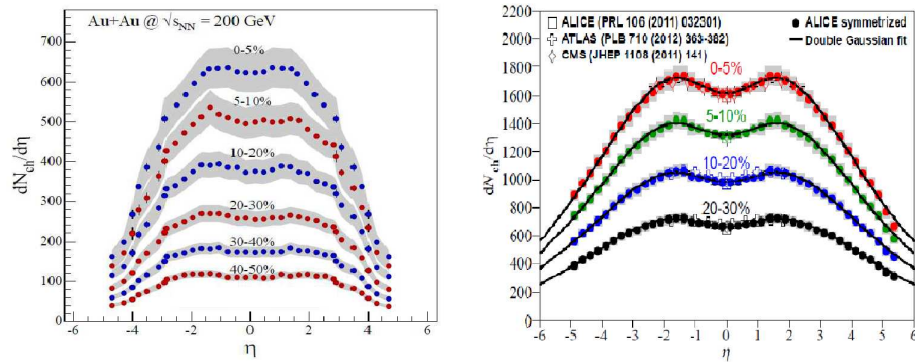 Au+Au @ √sNN = 200 GeV
700
600
500
400
300
200
100
0
dNch/dη
0-5%
5-10%
10-20%
20-30%
30-40%
40-50%
-6 -4 -2 0 2 4 6
η
2200
2000
1800
1600
1400
1200
1000
800
600
400
200
dNch/dη
ALICE (PRL 106 (2011) 032301)
ATLAS (PLB 710 (2012) 363-382)
CMS (JHEP 1108 (2011) 141)
ALICE symmetrized
Double Gaussian fit
0-5%
5-10%
10-20%
20-30%
-6 -5 -4 -3 -2 -1 0 1 2 3 4 5 6
η